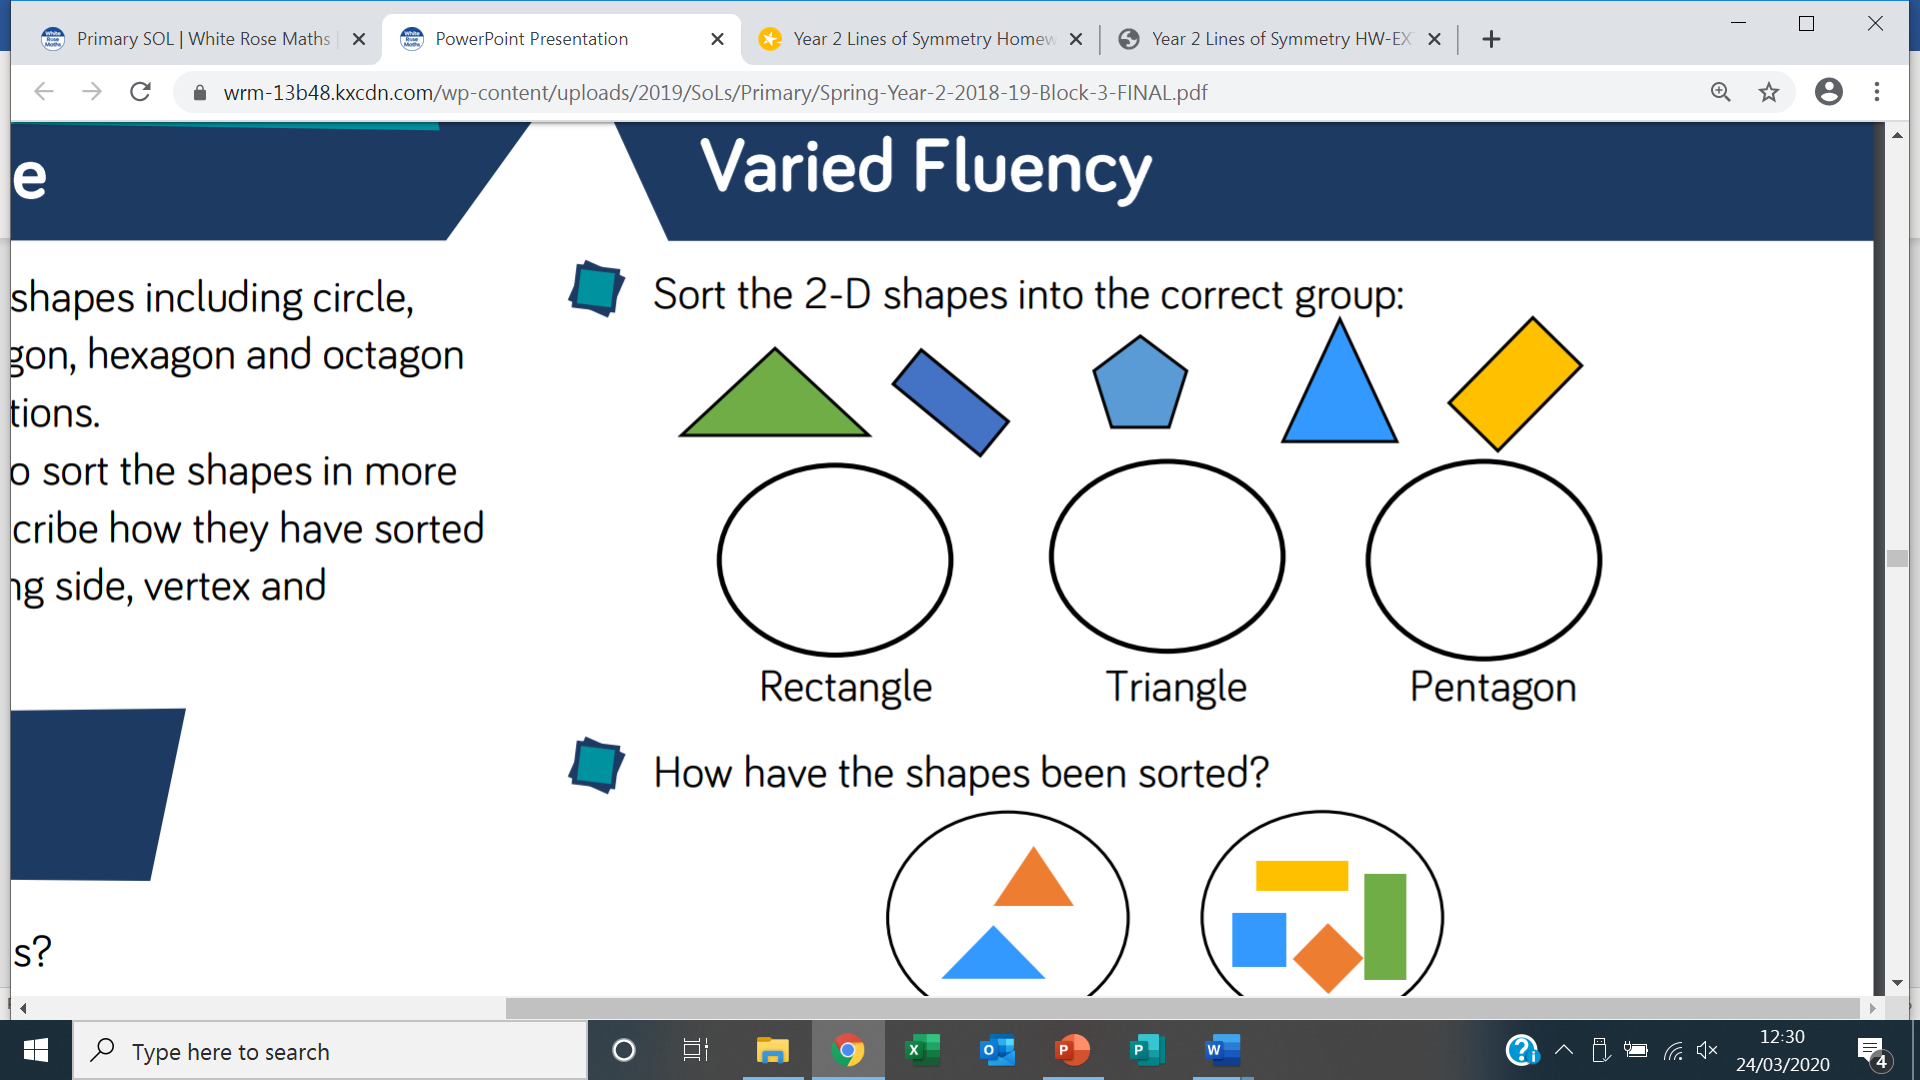 Primary SOL | White Rose Maths
PowerPoint Presentation
Year 2 Lines of Symmetry Homew
Year 2 Lines of Symmetry HW-EX
wrm-13b48.kxcdn.com/wp-content/uploads/2019/SoLs/Primary/Spring-Year-2-2018-19-Block-3-FINAL.pdf
e
shapes including circle,
gon, hexagon and octagon
tions.
o sort the shapes in more
cribe how they have sorted
ng side, vertex and
s?
Varied Fluency
Sort the 2-D shapes into the correct group:
Rectangle Triangle Pentagon
How have the shapes been sorted?
Type here to search
12:30
24/03/2020
4